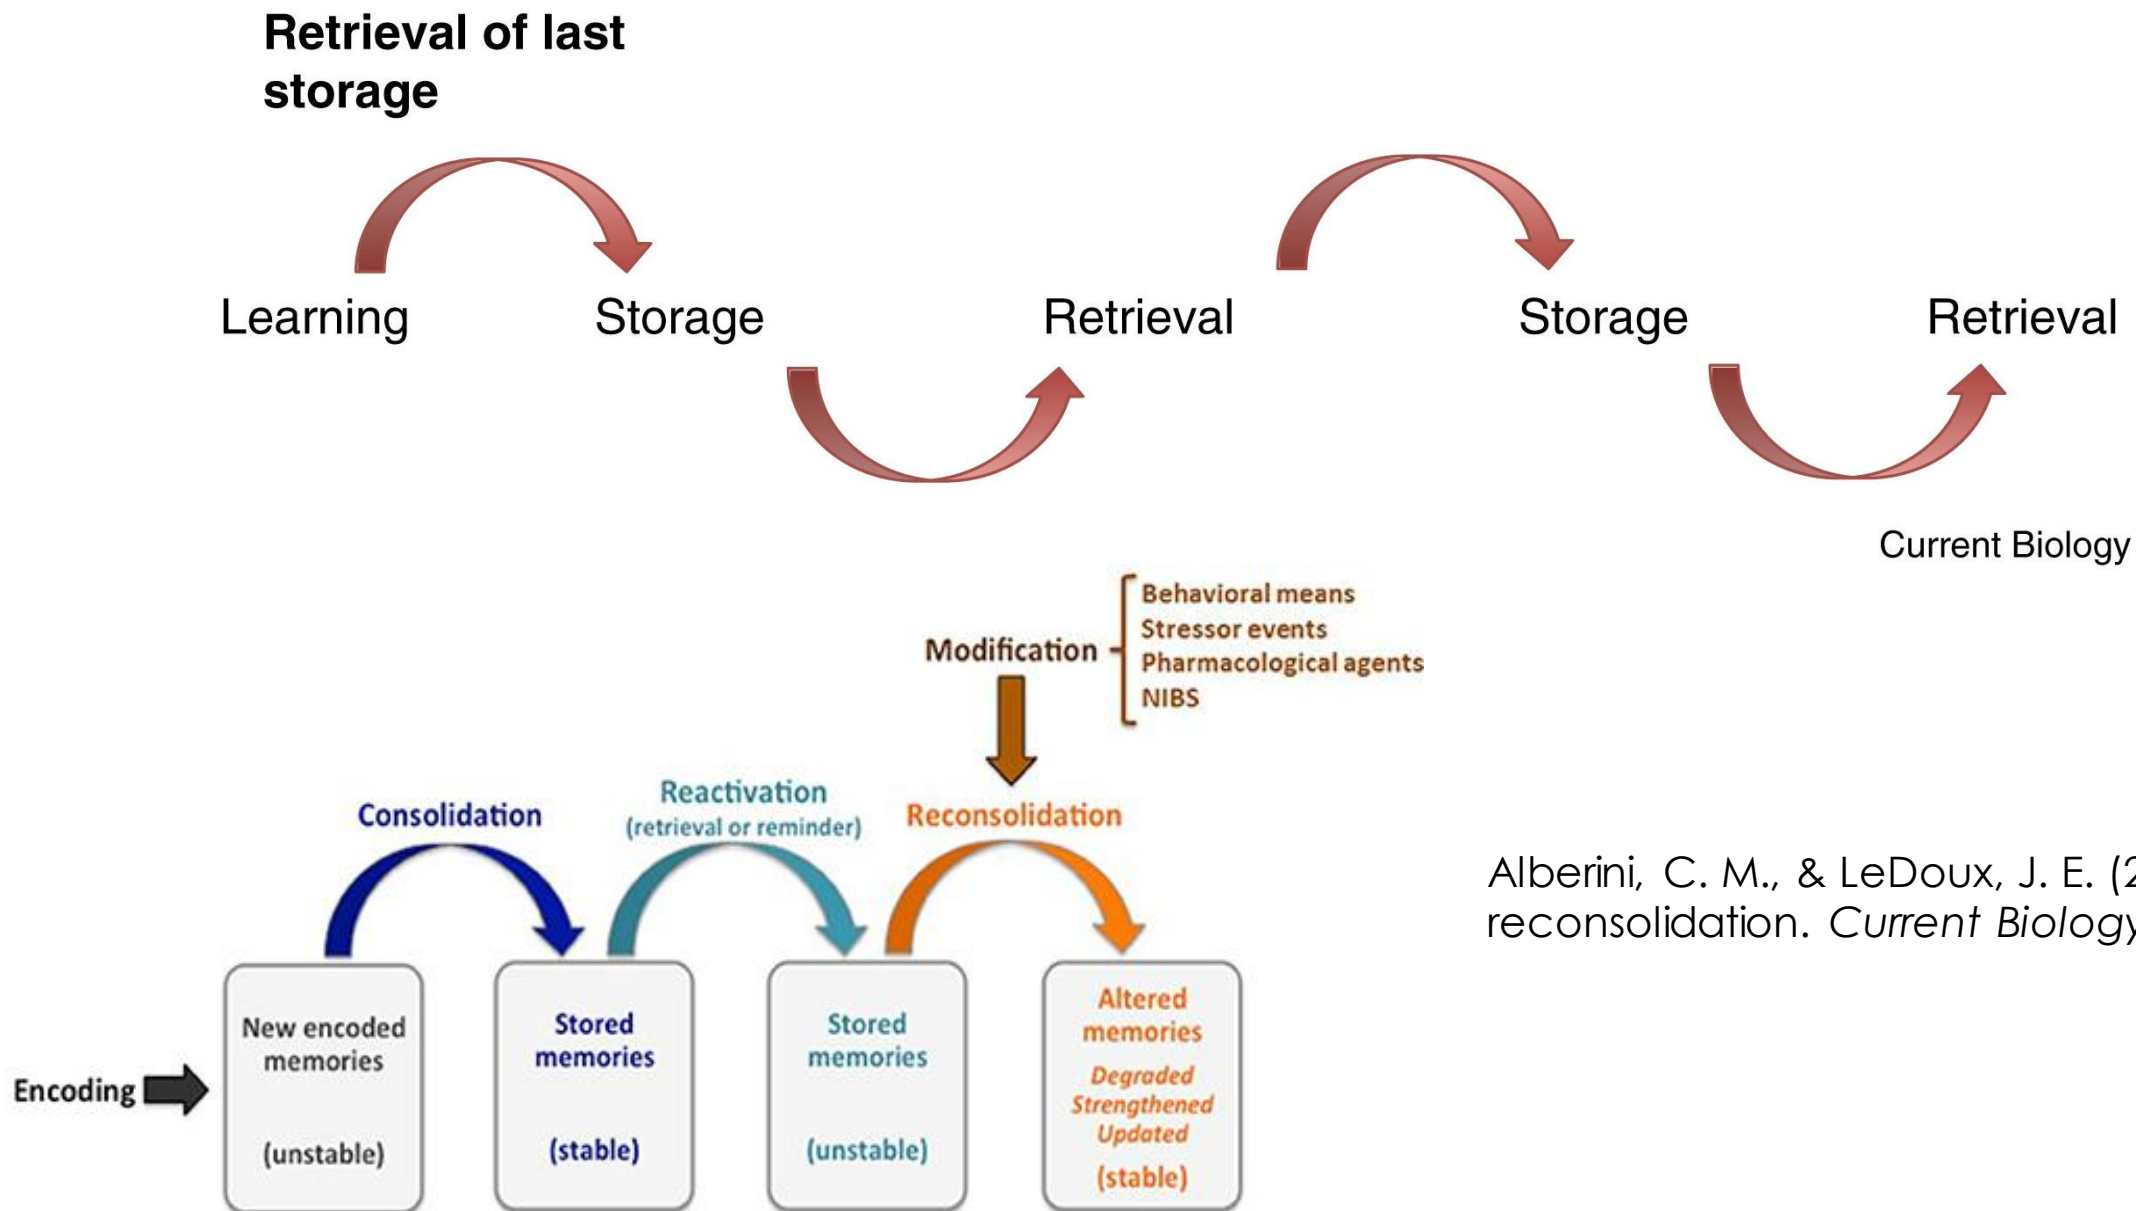 Retrieval of last
storage
Learning Storage Retrieval Storage Retrieval
Current Biology
Modification
Behavioral means
Stressor events
Pharmacological agents
NIBS
Consolidation
Reactivation
(retrieval or reminder)
Reconsolidation
Alberini, C. M., & LeDoux, J. E. (2
reconsolidation. Current Biology
Encoding
New encoded
memories
(unstable)
Stored
memories
(stable)
Stored
memories
(unstable)
Altered
memories
Degraded
Strengthened
Updated
(stable)